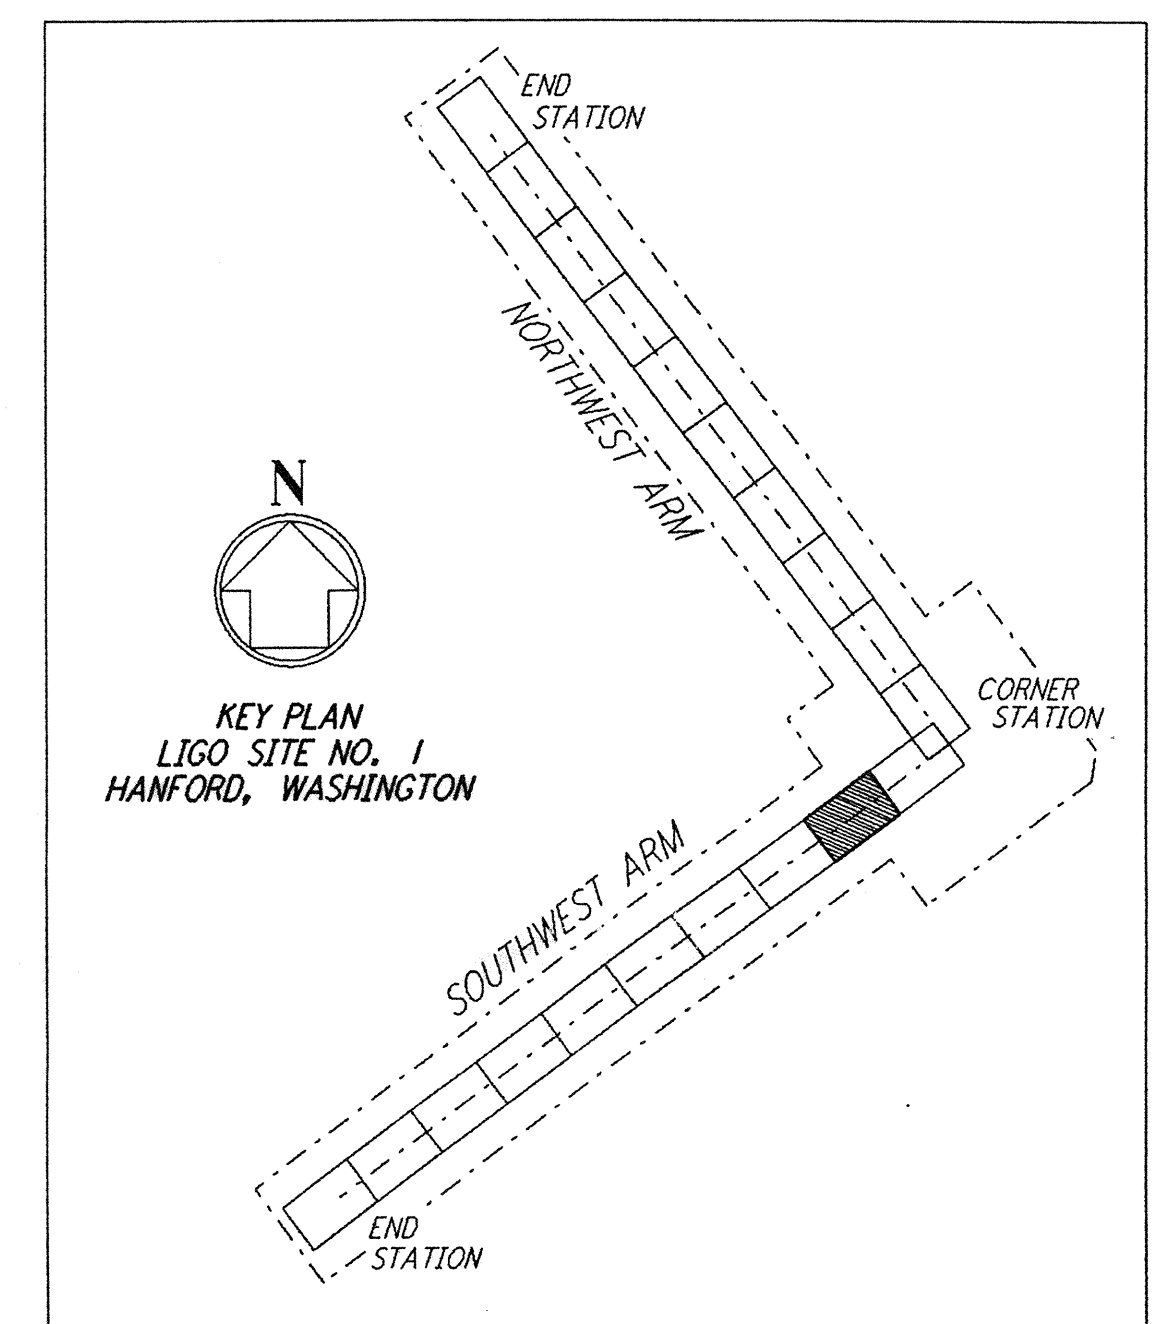 END
STATION
NORTHWEST ARM
N
KEY PLAN
LIGO SITE NO. 1
HANFORD, WASHINGTON
CORNER
STATION
SOUTHWEST ARM
END
STATION